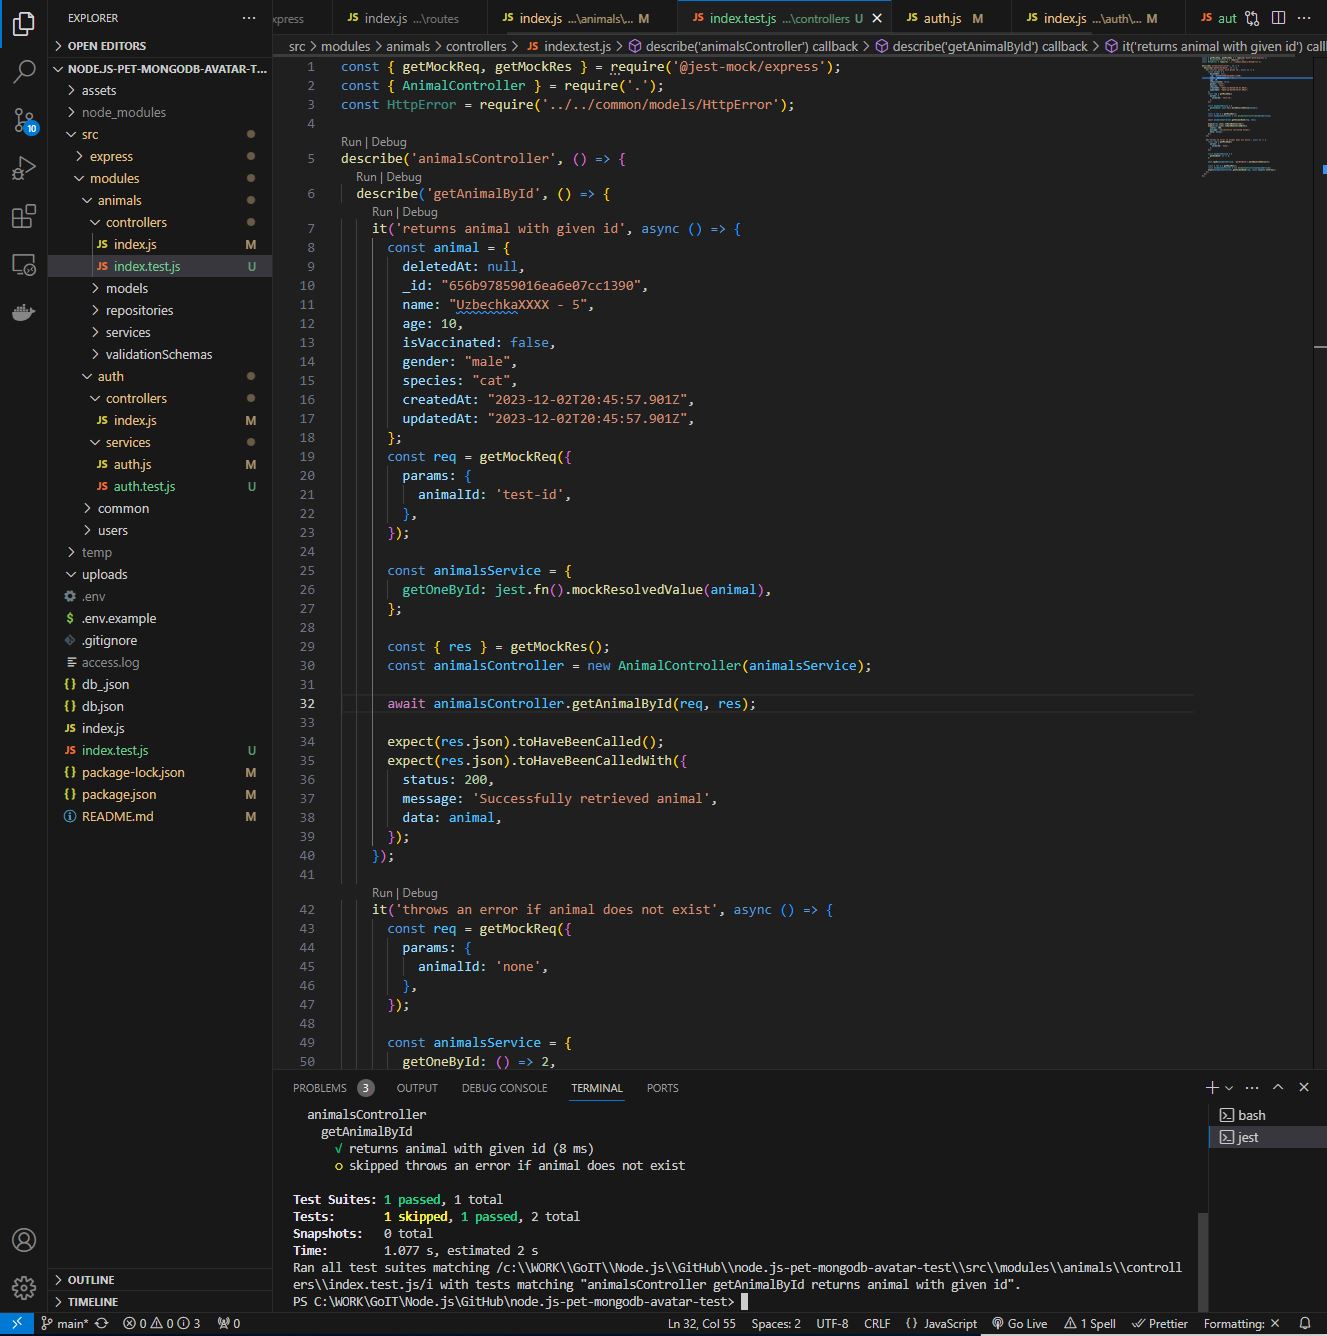 EXPLORER
OPEN EDITORS
NODE.JS-PET-MONGODB-AVATAR-T...
assets
node_modules
src
express
modules
animals
controllers
JS index.js M
JS index.test.js U
models
repositories
services
validationSchemas
auth
controllers
JS index.js M
services
JS auth.js M
JS auth.test.js U
common
users
temp
uploads
.env
$ .env.example
.gitignore
access.log
{} db_.json
{} db.json
JS index.js
JS index.test.js U
{} package-lock.json M
{} package.json M
README.md M
OUTLINE
TIMELINE
10
xpress JS index.js ...\routes JS index.js ...\animals\... M JS index.test.js ...\controllers U JS auth.js M JS index.js ...\auth\... M JS aut
src > modules > animals > controllers > JS index.test.js > describe('animalsController') callback > describe('getAnimalById') callback > it('returns animal with given id') call
1 const { getMockReq, getMockRes } = require('@jest-mock/express');
2 const { AnimalController } = require('.');
3 const HttpError = require('../../common/models/HttpError');
4
Run | Debug
5 describe('animalsController', () => {
Run | Debug
6 describe('getAnimalById', () => {
Run | Debug
7 it('returns animal with given id', async () => {
8 const animal = {
9 deletedAt: null,
10 _id: "656b97859016ea6e07cc1390",
11 name: "UzbechkaXXXX - 5",
12 age: 10,
13 isVaccinated: false,
14 gender: "male",
15 species: "cat",
16 createdAt: "2023-12-02T20:45:57.901Z",
17 updatedAt: "2023-12-02T20:45:57.901Z",
18 };
19 const req = getMockReq({
20 params: {
21 animalId: 'test-id',
22 },
23 });
24
25 const animalsService = {
26 getOneById: jest.fn().mockResolvedValue(animal),
27 };
28
29 const { res } = getMockRes();
30 const animalsController = new AnimalController(animalsService);
31
32 await animalsController.getAnimalById(req, res);
33
34 expect(res.json).toHaveBeenCalled();
35 expect(res.json).toHaveBeenCalledWith({
36 status: 200,
37 message: 'Successfully retrieved animal',
38 data: animal,
39 });
40 });
41
Run | Debug
42 it('throws an error if animal does not exist', async () => {
43 const req = getMockReq({
44 params: {
45 animalId: 'none',
46 },
47 });
48
49 const animalsService = {
50 getOneById: () => 2,
PROBLEMS 3 OUTPUT DEBUG CONSOLE TERMINAL PORTS
animalsController
getAnimalById
√ returns animal with given id (8 ms)
○ skipped throws an error if animal does not exist
Test Suites: 1 passed, 1 total
Tests: 1 skipped, 1 passed, 2 total
Snapshots: 0 total
Time: 1.077 s, estimated 2 s
Ran all test suites matching /c:\\WORK\\GoIT\\Node.js\\GitHub\\node.js-pet-mongodb-avatar-test\\src\\modules\\animals\\controll
ers\\index.test.js/i with tests matching "animalsController getAnimalById returns animal with given id".
PS C:\WORK\GoIT\Node.js\GitHub\node.js-pet-mongodb-avatar-test>
bash
jest
main* 0 0 3 0 Ln 32, Col 55 Spaces: 2 UTF-8 CRLF {} JavaScript Go Live 1 Spell Prettier Formatting: ×